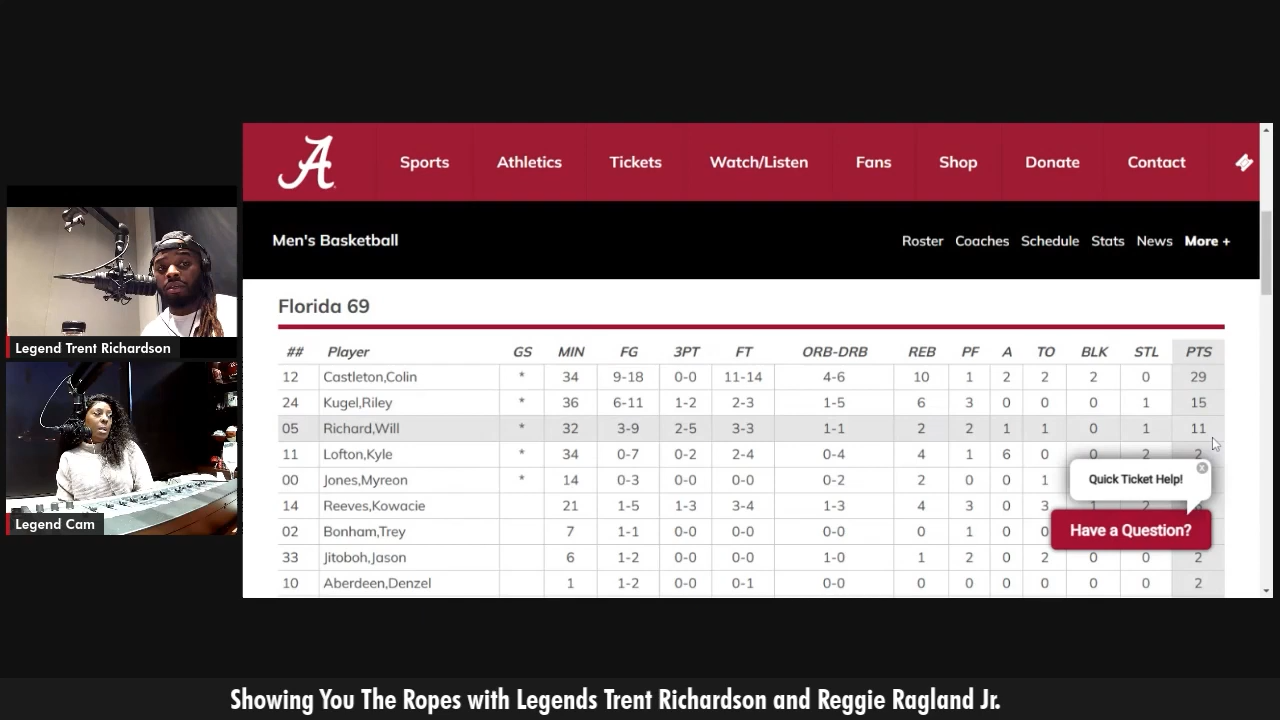 A
Sports Athletics Tickets Watch/Listen Fans Shop Donate Contact
Men's Basketball Roster Coaches Schedule Stats News More +
Florida 69
## Player GS MIN FG 3PT FT ORB-DRB REB PF A TO BLK STL PTS
12 Castleton,Colin * 34 9-18 0-0 11-14 4-6 10 1 2 2 2 0 29
24 Kugel,Riley * 36 6-11 1-2 2-3 1-5 6 3 0 0 0 1 15
05 Richard,Will * 32 3-9 2-5 3-3 1-1 2 2 1 1 0 1 11
11 Lofton,Kyle * 34 0-7 0-2 2-4 0-4 4 1 6 0 0 2 2
00 Jones,Myreon * 14 0-3 0-0 0-0 0-2 2 0 0 1
14 Reeves,Kowacie 21 1-5 1-3 3-4 1-3 4 3 0 3 1 2
02 Bonham,Trey 7 1-1 0-0 0-0 0-0 0 1 0
33 Jitoboh,Jason 6 1-2 0-0 0-0 1-0 1 2 0 2 0 0 2
10 Aberdeen,Denzel 1 1-2 0-0 0-1 0-0 0 0 0 0 0 0 2
Quick Ticket Help!
Have a Question?
Legend Trent Richardson
Legend Cam
Showing You The Ropes with Legends Trent Richardson and Reggie Ragland Jr.